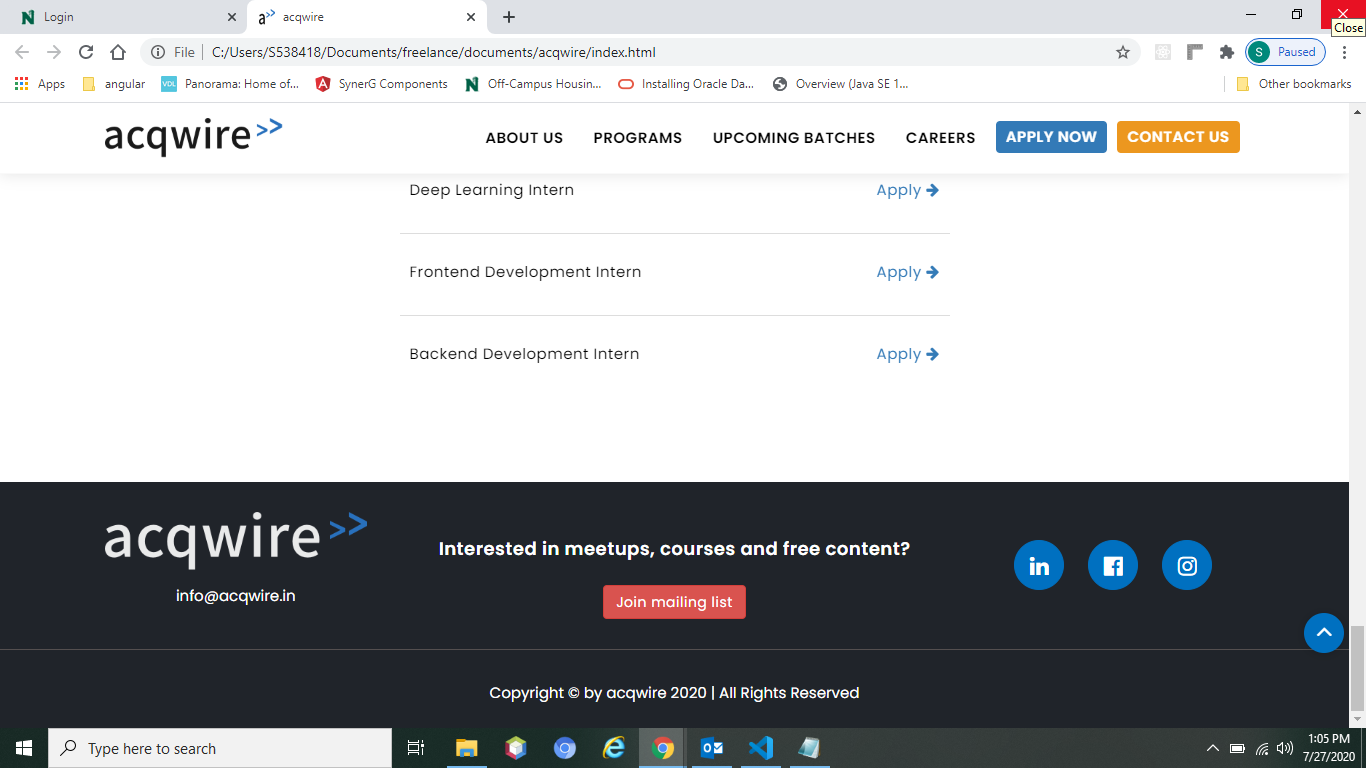 Login
acqwire
Close
File
C:/Users/S538418/Documents/freelance/documents/acqwire/index.html
S Paused
Apps angular VDL Panorama: Home of... SynerG Components Off-Campus Housin... Installing Oracle Da... Overview (Java SE 1... Other bookmarks
acqwire >> ABOUT US PROGRAMS UPCOMING BATCHES CAREERS APPLY NOW CONTACT US
Deep Learning Intern Apply
Frontend Development Intern Apply
Backend Development Intern Apply
acqwire >>
info@acqwire.in
Interested in meetups, courses and free content?
Join mailing list
Copyright © by acqwire 2020 | All Rights Reserved
Type here to search
1:05 PM
7/27/2020